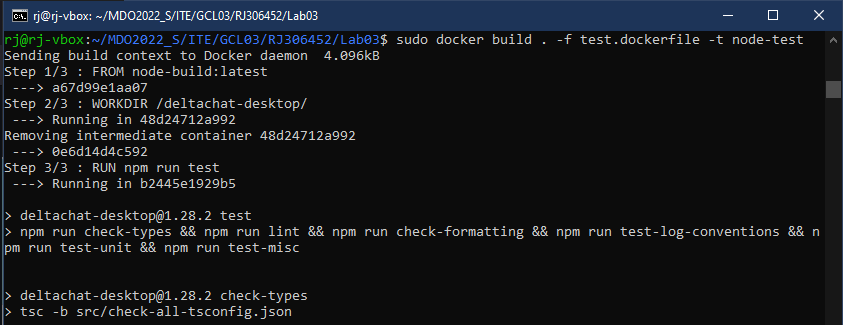 rj@rj-vbox: ~/MDO2022_S/ITE/GCL03/RJ306452/Lab03
rj@rj-vbox:~/MDO2022_S/ITE/GCL03/RJ306452/Lab03$ sudo docker build . -f test.dockerfile -t node-test
Sending build context to Docker daemon  4.096kB
Step 1/3 : FROM node-build:latest
 ---> a67d99e1aa07
Step 2/3 : WORKDIR /deltachat-desktop/
 ---> Running in 48d24712a992
Removing intermediate container 48d24712a992
 ---> 0e6d14d4c592
Step 3/3 : RUN npm run test
 ---> Running in b2445e1929b5
> deltachat-desktop@1.28.2 test
> npm run check-types && npm run lint && npm run check-formatting && npm run test-log-conventions && n
pm run test-unit && npm run test-misc
> deltachat-desktop@1.28.2 check-types
> tsc -b src/check-all-tsconfig.json